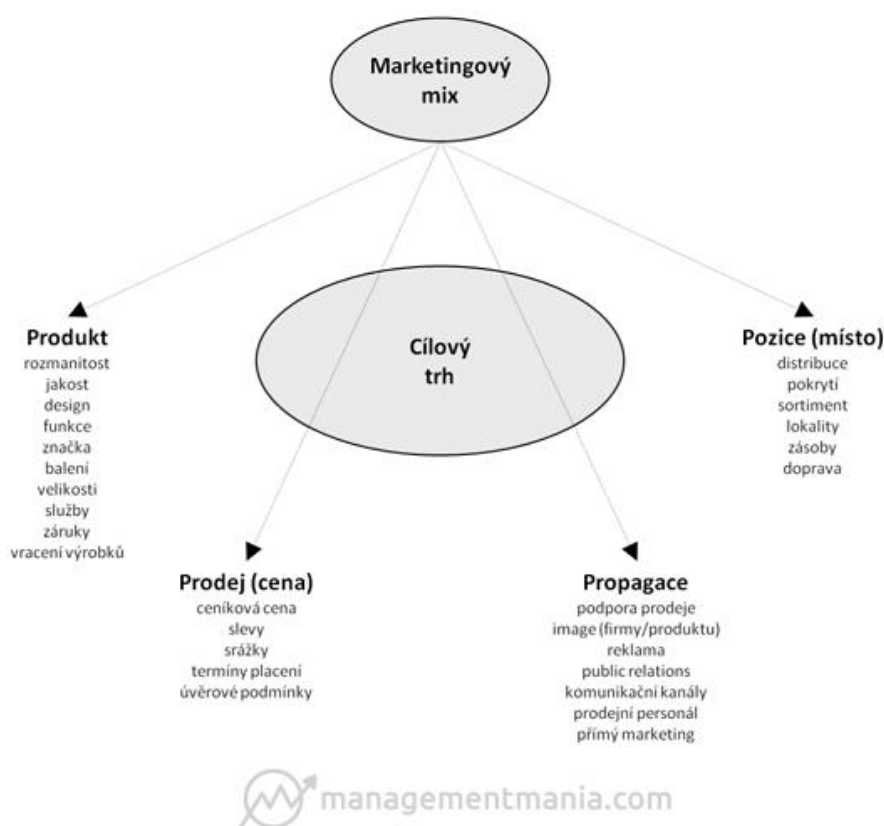 Marketingový
mix
Cílový
trh
Produkt
rozmanitost
jakost
design
funkce
značka
balení
velikosti
služby
záruky
vracení výrobků
Prodej (cena)
ceníková cena
slevy
srážky
termíny placení
úvěrové podmínky
Propagace
podpora prodeje
image (firmy/produktu)
reklama
public relations
komunikační kanály
prodejní personál
přímý marketing
Pozice (místo)
distribuce
pokrytí
sortiment
lokality
zásoby
doprava
managementmania.com